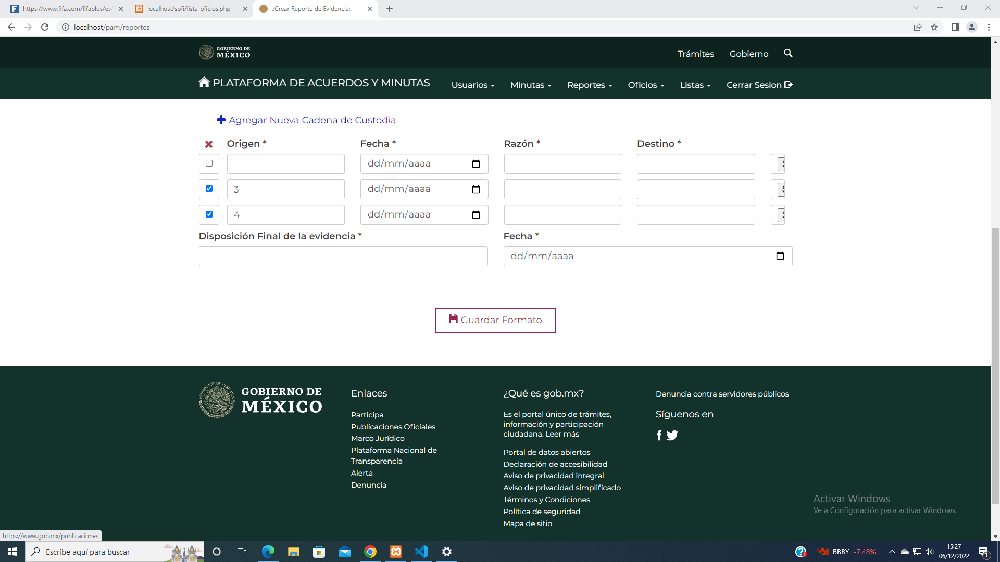 https://www.fifa.com/fifaplus/es/
localhost/sofi/lista-oficios.php
.:Crear Reporte de Evidencia:.
localhost/pam/reportes
GOBIERNO DE
MÉXICO
Trámites
Gobierno
PLATAFORMA DE ACUERDOS Y MINUTAS
Usuarios
Minutas
Reportes
Oficios
Listas
Cerrar Sesion
Agregar Nueva Cadena de Custodia
Origen *
Fecha *
Razón *
Destino *
dd/mm/aaaa
3
dd/mm/aaaa
4
dd/mm/aaaa
Disposición Final de la evidencia *
Fecha *
dd/mm/aaaa
Guardar Formato
ESTADOS UNIDOS MEXICANOS
GOBIERNO DE
MÉXICO
Enlaces
Participa
Publicaciones Oficiales
Marco Jurídico
Plataforma Nacional de
Transparencia
Alerta
Denuncia
¿Qué es gob.mx?
Es el portal único de trámites,
información y participación
ciudadana. Leer más
Portal de datos abiertos
Declaración de accesibilidad
Aviso de privacidad integral
Aviso de privacidad simplificado
Términos y Condiciones
Política de seguridad
Mapa de sitio
Denuncia contra servidores públicos
Síguenos en
Activar Windows
Ve a Configuración para activar Windows.
https://www.gob.mx/publicaciones
Escribe aquí para buscar
BBBY -7.48%
15:27
06/12/2022
1